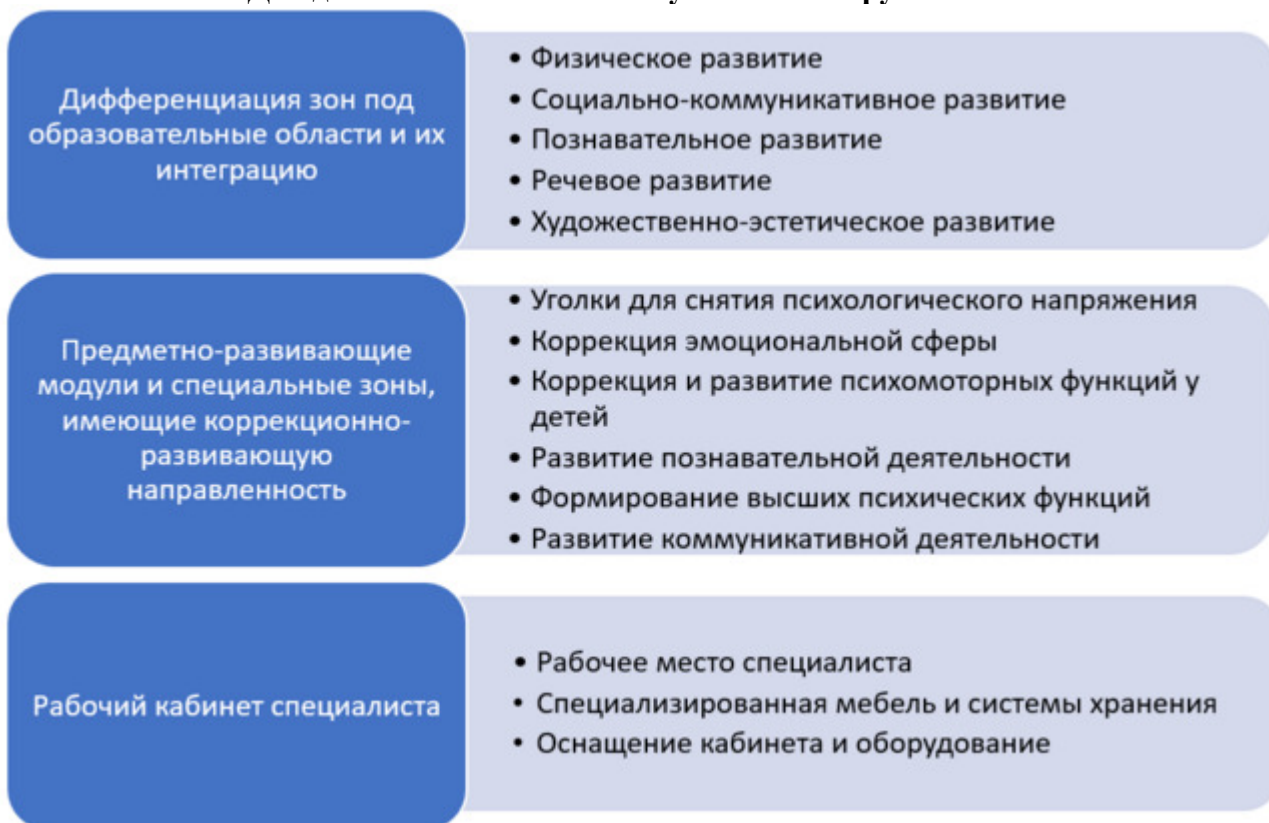 Дифференциация зон под
образовательные области и их
интеграцию
• Физическое развитие
• Социально-коммуникативное развитие
• Познавательное развитие
• Речевое развитие
• Художественно-эстетическое развитие
Предметно-развивающие
модули и специальные зоны,
имеющие коррекционно-
развивающую
направленность
• Уголки для снятия психологического напряжения
• Коррекция эмоциональной сферы
• Коррекция и развитие психомоторных функций у
детей
• Развитие познавательной деятельности
• Формирование высших психических функций
• Развитие коммуникативной деятельности
Рабочий кабинет специалиста
• Рабочее место специалиста
• Специализированная мебель и системы хранения
• Оснащение кабинета и оборудование